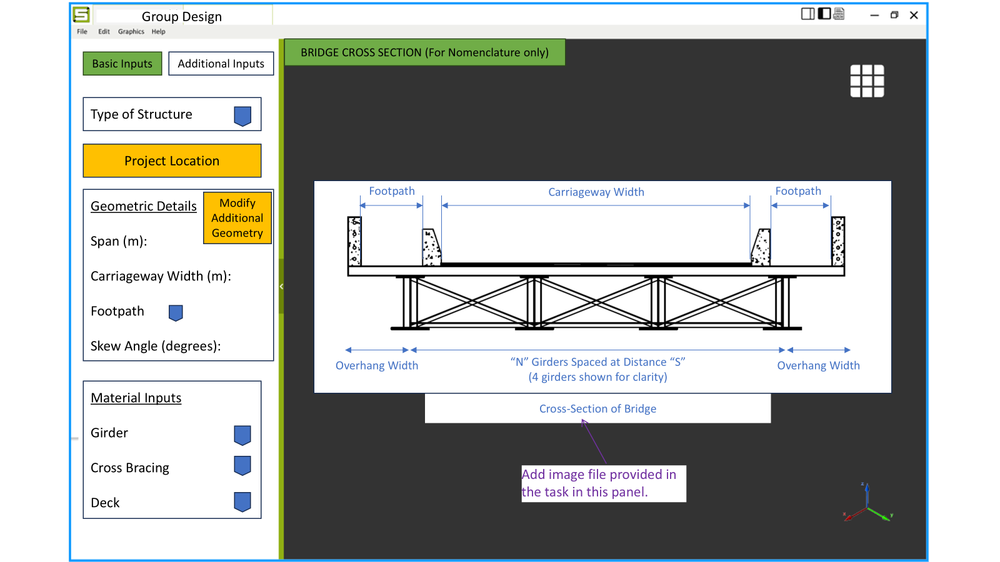 Group Design
File Edit Graphics Help
Basic Inputs
Additional Inputs
Type of Structure
Project Location
Geometric Details
Modify
Additional
Geometry
Span (m):
Carriageway Width (m):
Footpath
Skew Angle (degrees):
Material Inputs
Girder
Cross Bracing
Deck
BRIDGE CROSS SECTION (For Nomenclature only)
Footpath
Carriageway Width
Footpath
Overhang Width
“N” Girders Spaced at Distance “S”
(4 girders shown for clarity)
Overhang Width
Cross-Section of Bridge
Add image file provided in
the task in this panel.
z
x
y